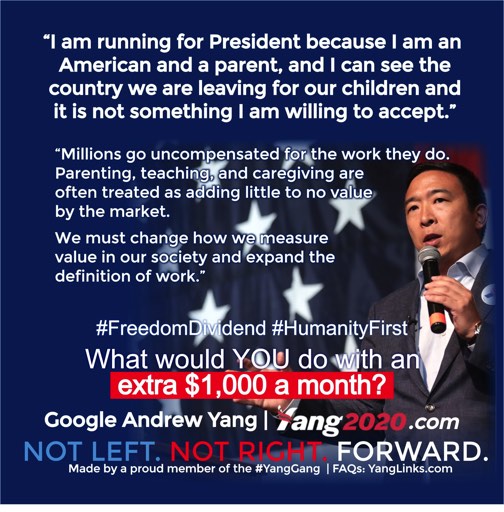 “I am running for President because I am an
American and a parent, and I can see the
country we are leaving for our children and
it is not something I am willing to accept.”
“Millions go uncompensated for the work they do.
Parenting, teaching, and caregiving are
often treated as adding little to no value
by the market.
We must change how we measure
value in our society and expand the
definition of work.”
#FreedomDividend #HumanityFirst
What would YOU do with an
extra $1,000 a month?
Google Andrew Yang | Yang2020.com
NOT LEFT. NOT RIGHT. FORWARD.
Made by a proud member of the #YangGang | FAQs: YangLinks.com